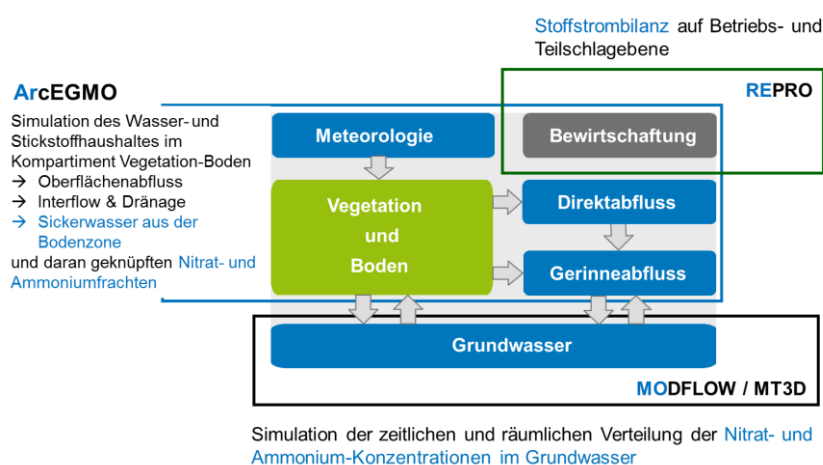 Stoffstrombilanz auf Betriebs- und
Teilschlagebene
REPRO
ArcEGMO
Simulation des Wasser- und
Stickstoffhaushaltes im
Kompartiment Vegetation-Boden
→ Oberflächenabfluss
→ Interflow & Dränage
→ Sickerwasser aus der
Bodenzone
und daran geknüpften Nitrat- und
Ammoniumfrachten
Meteorologie
Bewirtschaftung
Vegetation
und
Boden
Direktabfluss
Gerinneabfluss
Grundwasser
MODFLOW / MT3D
Simulation der zeitlichen und räumlichen Verteilung der Nitrat- und
Ammonium-Konzentrationen im Grundwasser